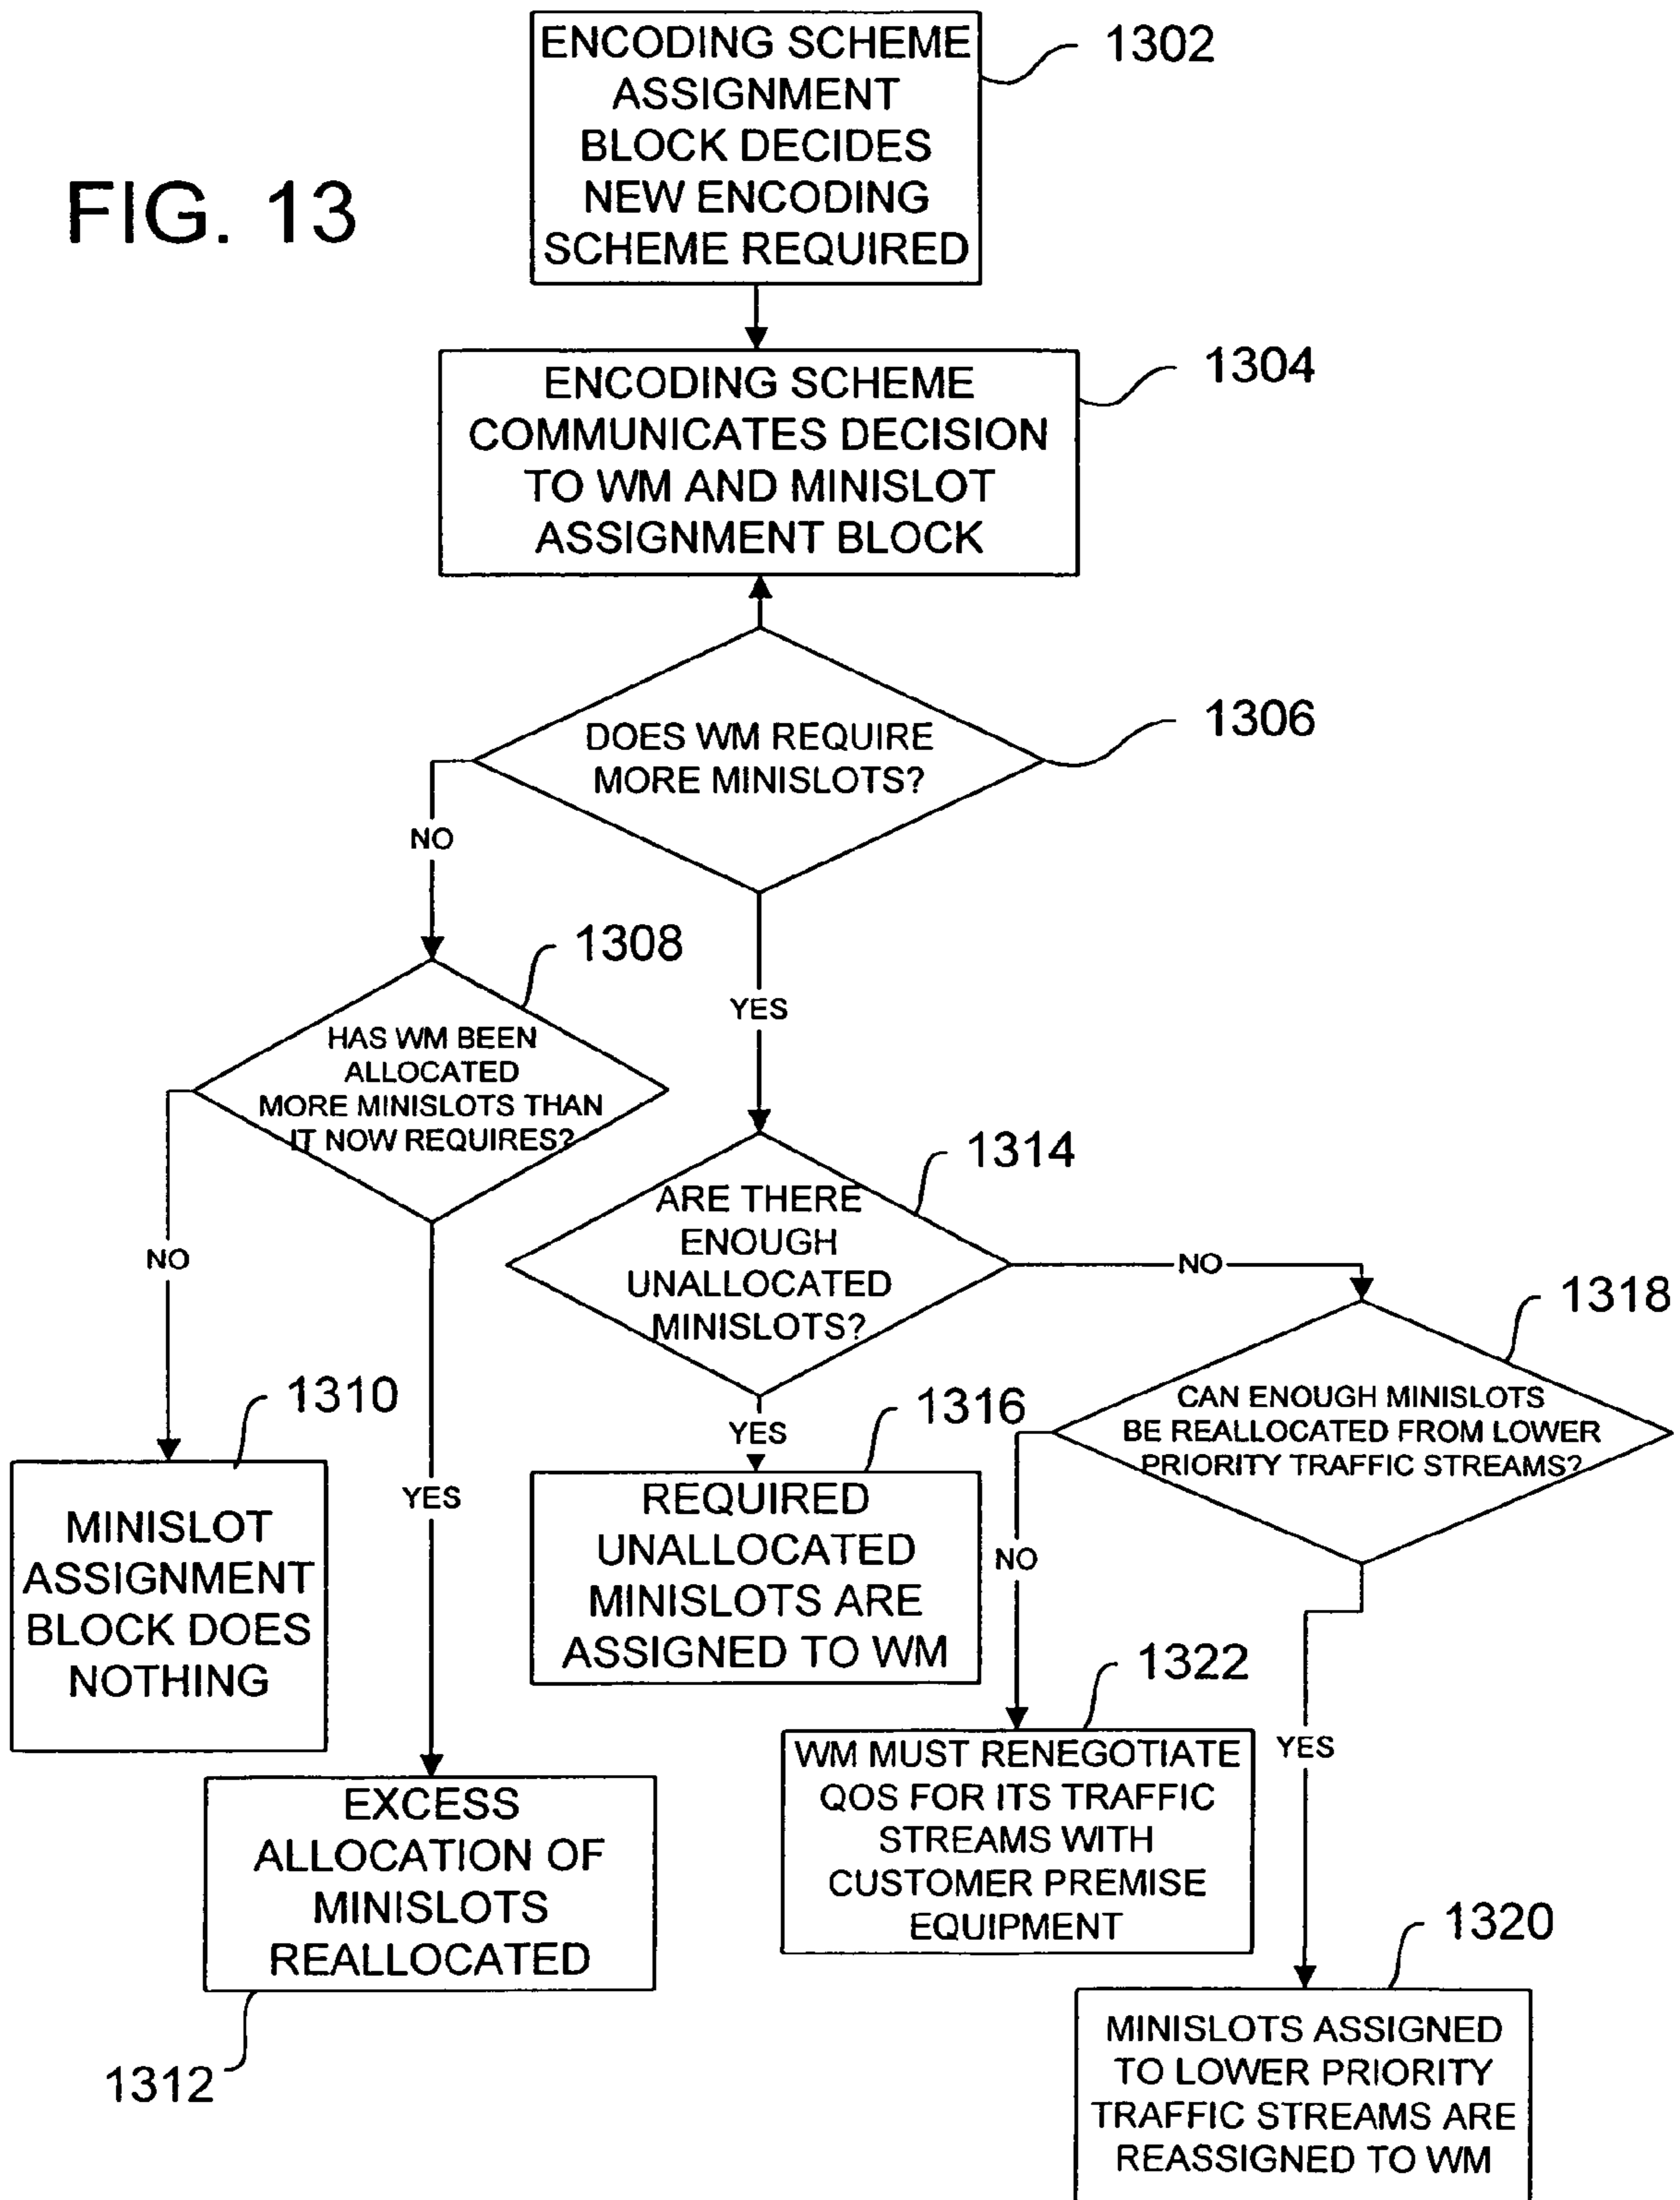 FIG. 13
ENCODING SCHEME
ASSIGNMENT
BLOCK DECIDES
NEW ENCODING
SCHEME REQUIRED
1302
ENCODING SCHEME
COMMUNICATES DECISION
TO WM AND MINISLOT
ASSIGNMENT BLOCK
1304
DOES WM REQUIRE
MORE MINISLOTS?
1306
NO
YES
HAS WM BEEN
ALLOCATED
MORE MINISLOTS THAN
IT NOW REQUIRES?
1308
NO
YES
MINISLOT
ASSIGNMENT
BLOCK DOES
NOTHING
1310
EXCESS
ALLOCATION OF
MINISLOTS
REALLOCATED
1312
ARE THERE
ENOUGH
UNALLOCATED
MINISLOTS?
1314
NO
YES
REQUIRED
UNALLOCATED
MINISLOTS ARE
ASSIGNED TO WM
1316
CAN ENOUGH MINISLOTS
BE REALLOCATED FROM LOWER
PRIORITY TRAFFIC STREAMS?
1318
NO
YES
WM MUST RENEGOTIATE
QOS FOR ITS TRAFFIC
STREAMS WITH
CUSTOMER PREMISE
EQUIPMENT
1322
MINISLOTS ASSIGNED
TO LOWER PRIORITY
TRAFFIC STREAMS ARE
REASSIGNED TO WM
1320